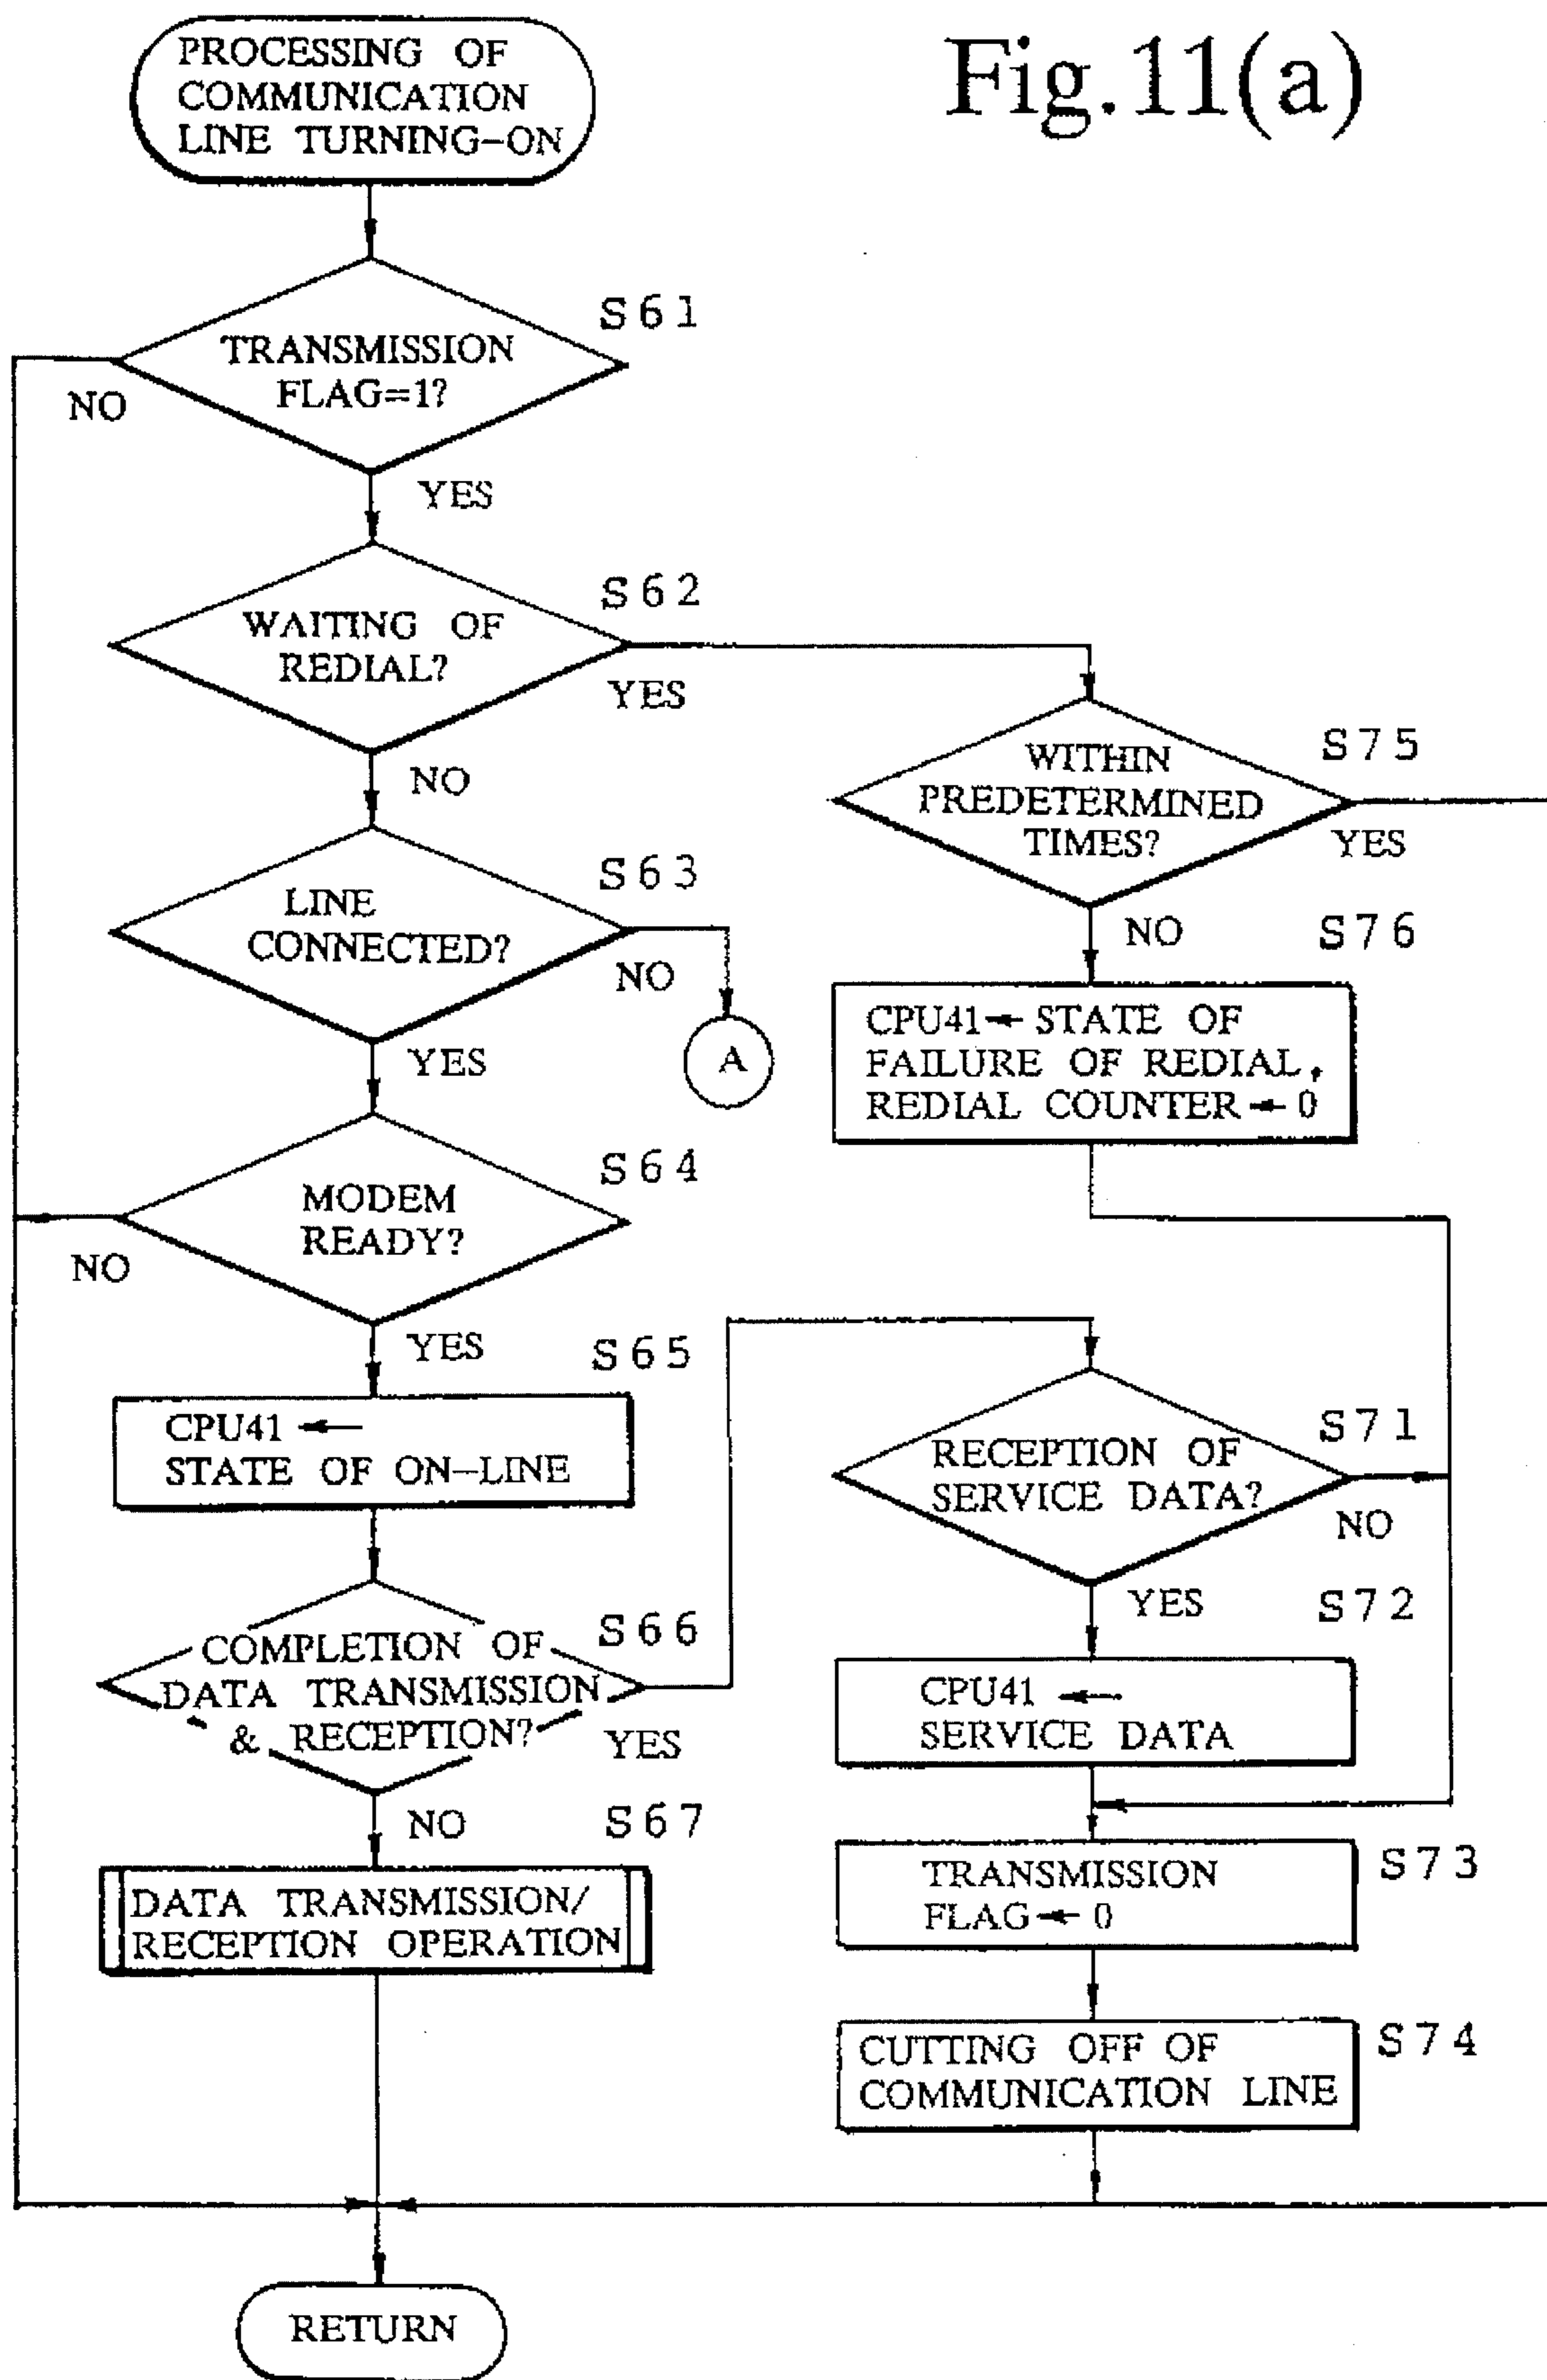 Fig.11(a)
PROCESSING OF
COMMUNICATION
LINE TURNING-ON
S61
TRANSMISSION
FLAG=1?
NO
YES
S62
WAITING OF
REDIAL?
YES
NO
S75
WITHIN
PREDETERMINED
TIMES?
YES
NO
S63
LINE
CONNECTED?
NO
A
YES
S76
CPU41← STATE OF
FAILURE OF REDIAL,
REDIAL COUNTER ← 0
S64
MODEM
READY?
NO
YES
S65
CPU41 ←
STATE OF ON-LINE
S71
RECEPTION OF
SERVICE DATA?
NO
YES
S66
COMPLETION OF
DATA TRANSMISSION
& RECEPTION?
YES
NO
S72
CPU41 ←
SERVICE DATA
S67
DATA TRANSMISSION/
RECEPTION OPERATION
S73
TRANSMISSION
FLAG ← 0
S74
CUTTING OFF OF
COMMUNICATION LINE
RETURN